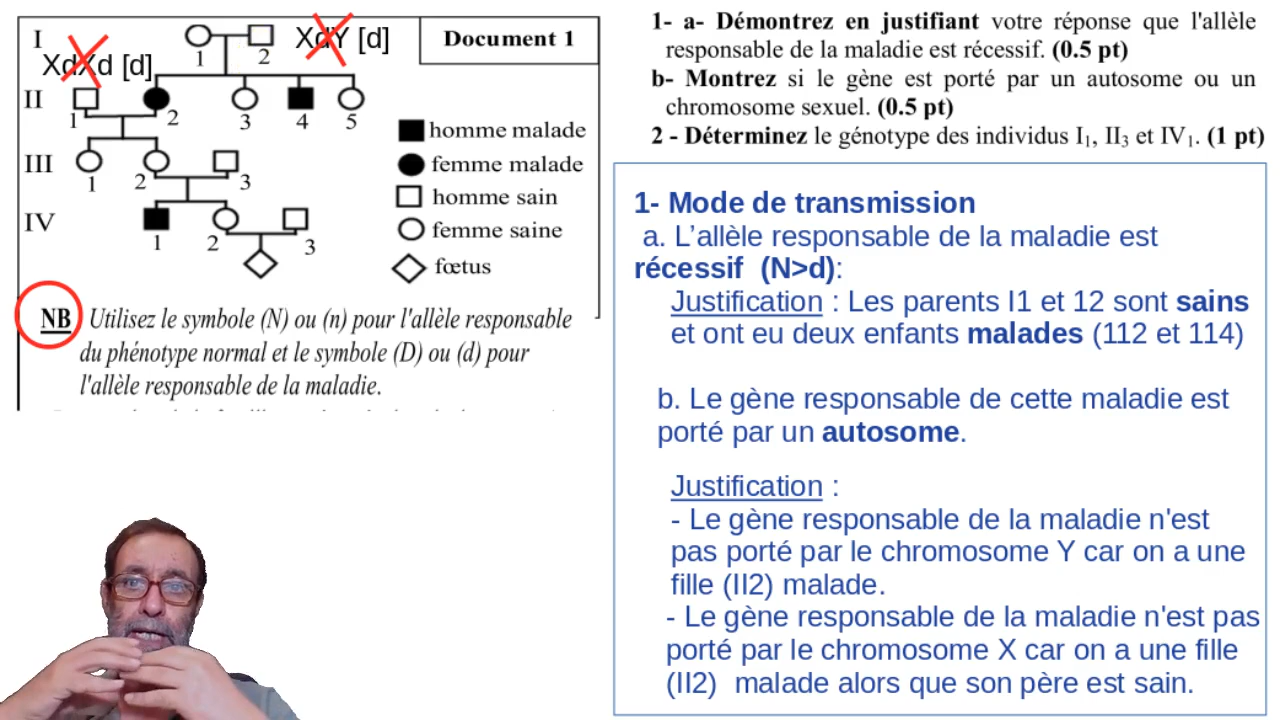 I
1
2
XdY [d]
Document 1
XdXd [d]
II
1
2
3
4
5
homme malade
III
1
2
3
femme malade
homme sain
IV
1
2
3
femme saine
fœtus
NB Utilisez le symbole (N) ou (n) pour l'allèle responsable
du phénotype normal et le symbole (D) ou (d) pour
l'allèle responsable de la maladie.
1- a- Démontrez en justifiant votre réponse que l'allèle
responsable de la maladie est récessif. (0.5 pt)
b- Montrez si le gène est porté par un autosome ou un
chromosome sexuel. (0.5 pt)
2 - Déterminez le génotype des individus I₁, II₃ et IV₁. (1 pt)
1- Mode de transmission
a. L’allèle responsable de la maladie est
récessif (N>d):
Justification : Les parents I1 et 12 sont sains
et ont eu deux enfants malades (112 et 114)
b. Le gène responsable de cette maladie est
porté par un autosome.
Justification :
- Le gène responsable de la maladie n'est
pas porté par le chromosome Y car on a une
fille (II2) malade.
- Le gène responsable de la maladie n'est pas
porté par le chromosome X car on a une fille
(II2) malade alors que son père est sain.